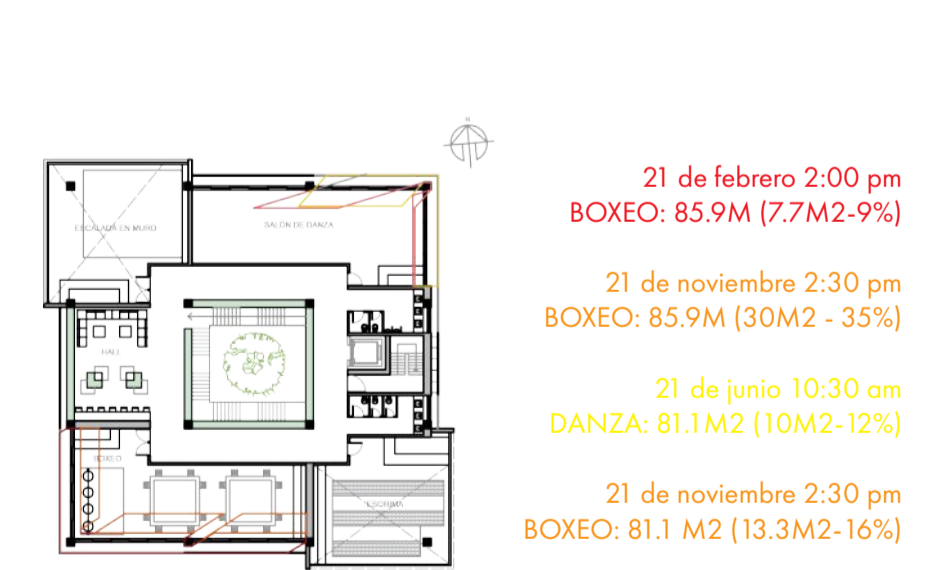 N
21 de febrero 2:00 pm
BOXEO: 85.9M (7.7M2-9%)
ESCALADA EN MURO
SALÓN DE DANZA
21 de noviembre 2:30 pm
BOXEO: 85.9M (30M2 - 35%)
HALL
21 de junio 10:30 am
DANZA: 81.1M2 (10M2-12%)
BOXEO
21 de noviembre 2:30 pm
ESGRIMA
BOXEO: 81.1 M2 (13.3M2-16%)